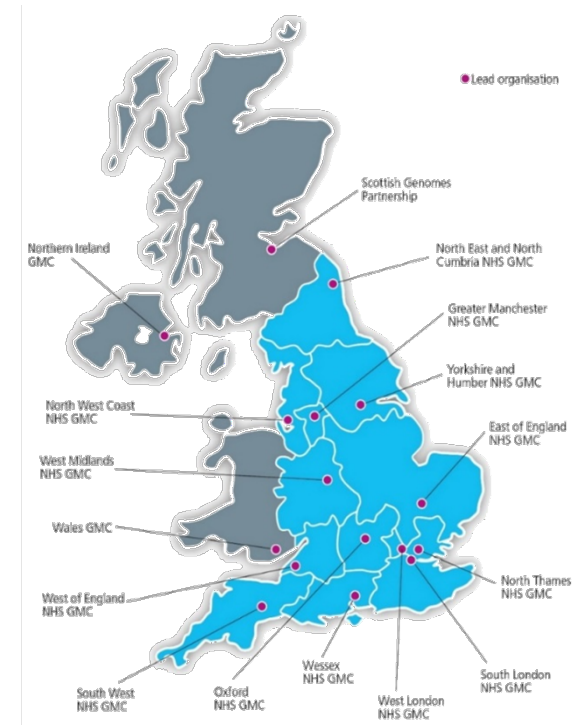 Lead organisation
Scottish Genomes
Partnership
Northern Ireland
GMC
North East and North
Cumbria NHS GMC
Greater Manchester
NHS GMC
Yorkshire and
Humber NHS GMC
North West Coast
NHS GMC
East of England
NHS GMC
West Midlands
NHS GMC
Wales GMC
North Thames
NHS GMC
West of England
NHS GMC
South London
NHS GMC
Wessex
NHS GMC
South West
NHS GMC
Oxford
NHS GMC
West London
NHS GMC